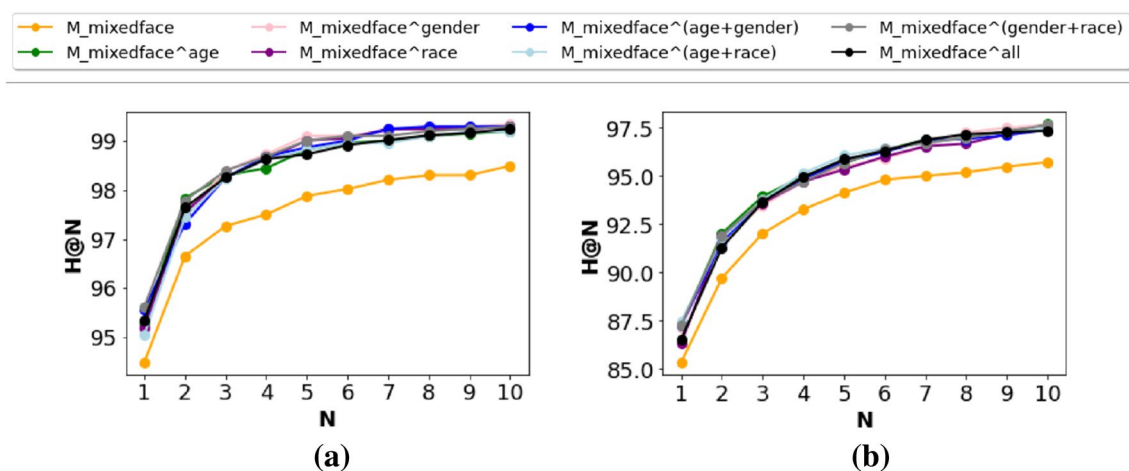 M_mixedface M_mixedface^gender M_mixedface^(age+gender) M_mixedface^(gender+race)
M_mixedface^age M_mixedface^race M_mixedface^(age+race) M_mixedface^all
99
98
97
96
95
H@N
1 2 3 4 5 6 7 8 9 10
N
(a)
97.5
95.0
92.5
90.0
87.5
85.0
H@N
1 2 3 4 5 6 7 8 9 10
N
(b)